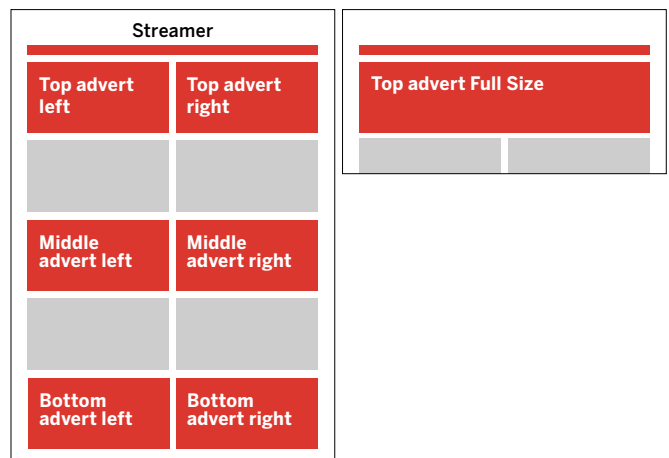 Streamer
Top advert
left
Top advert
right
Middle
advert left
Middle
advert right
Bottom
advert left
Bottom
advert right
Top advert Full Size